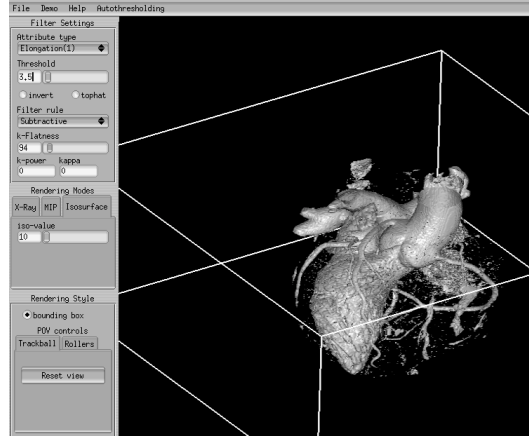 File Demo Help Autothresholding
Filter Settings
Attribute type
Elongation(1)
Threshold
3.5
invert tophat
Filter rule
Subtractive
k-Flatness
94
k-power kappa
0 0
Rendering Modes
X-Ray MIP Isosurface
iso-value
10
Rendering Style
bounding box
POV controls
Trackball Rollers
Reset view